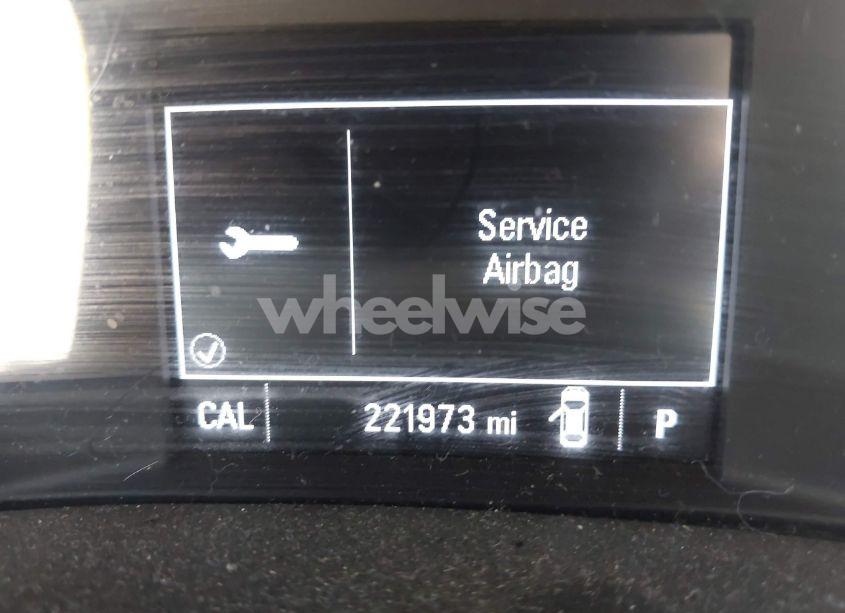 Service
Airbag
wheelwise
CAL 221973 mi P